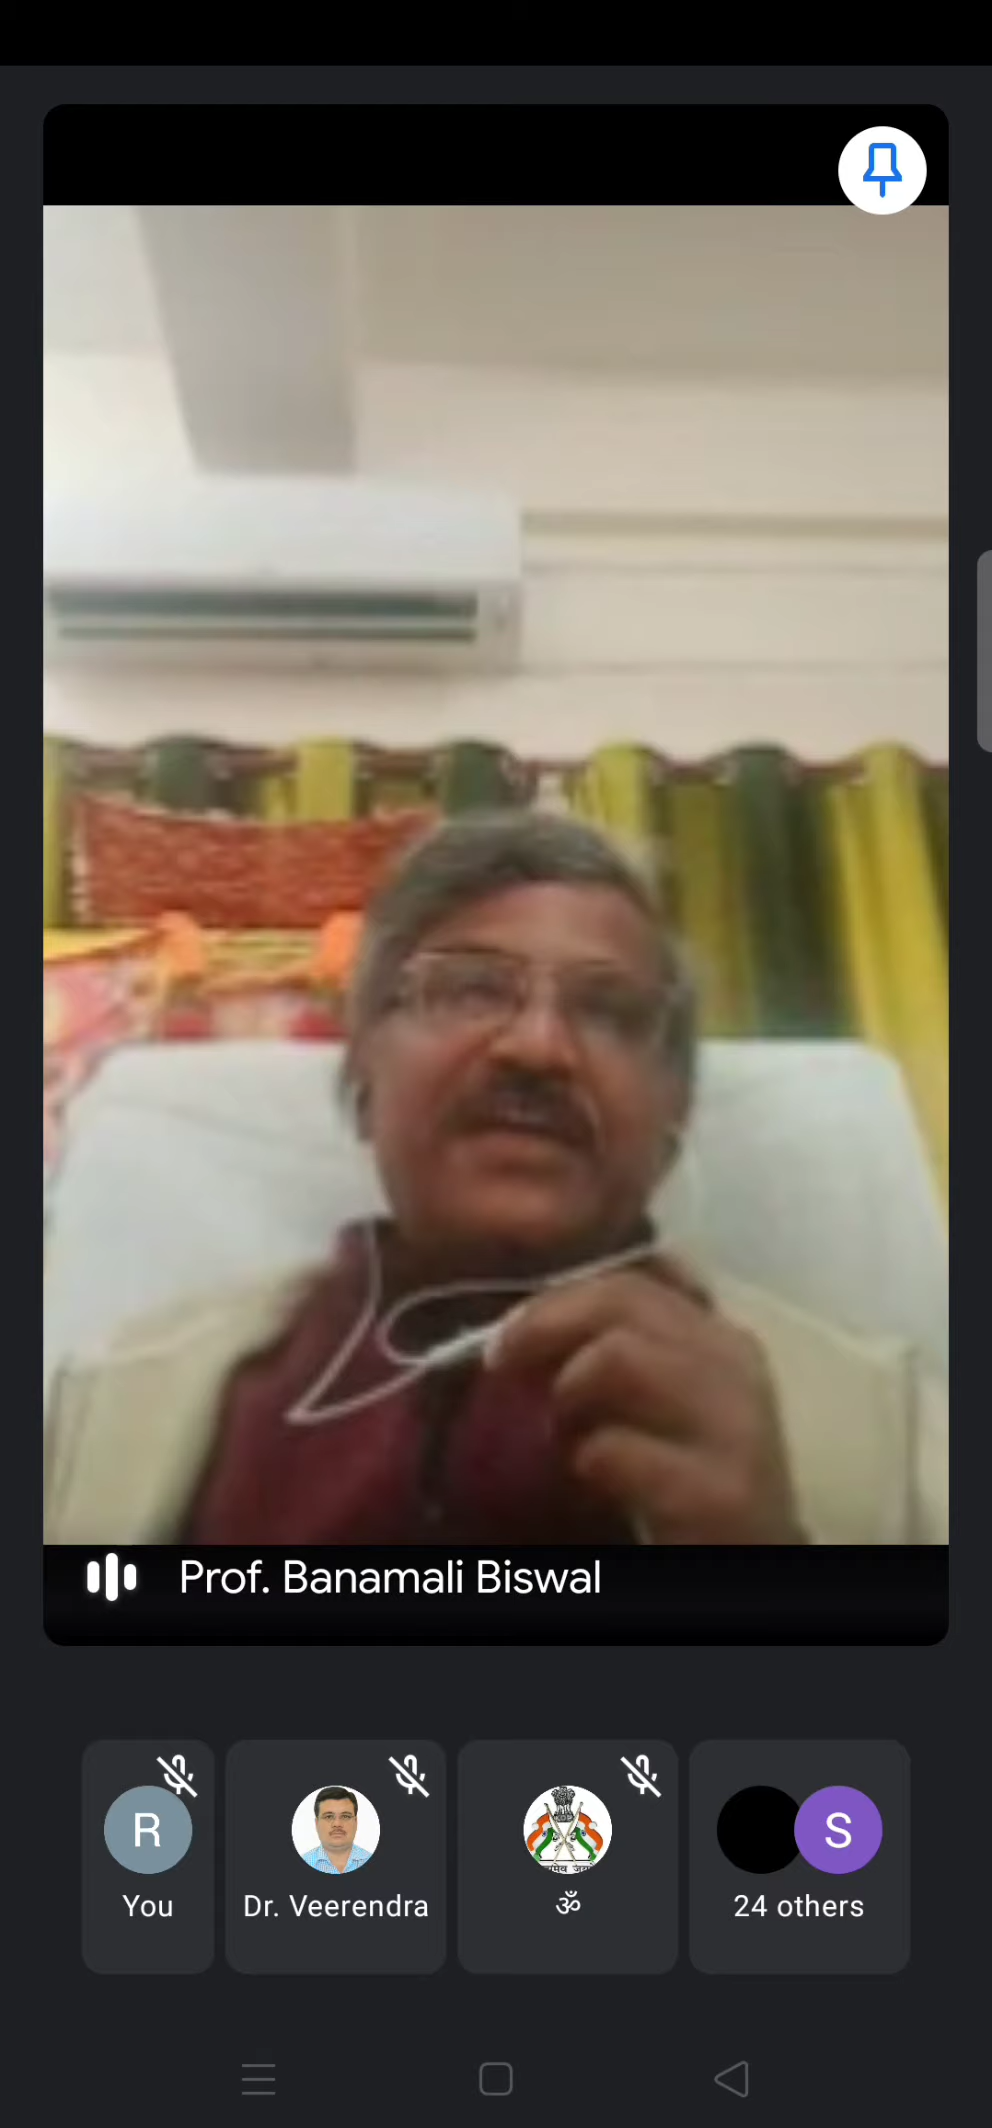 Prof. Banamali Biswal
R
You
Dr. Veerendra
ॐ
S
24 others